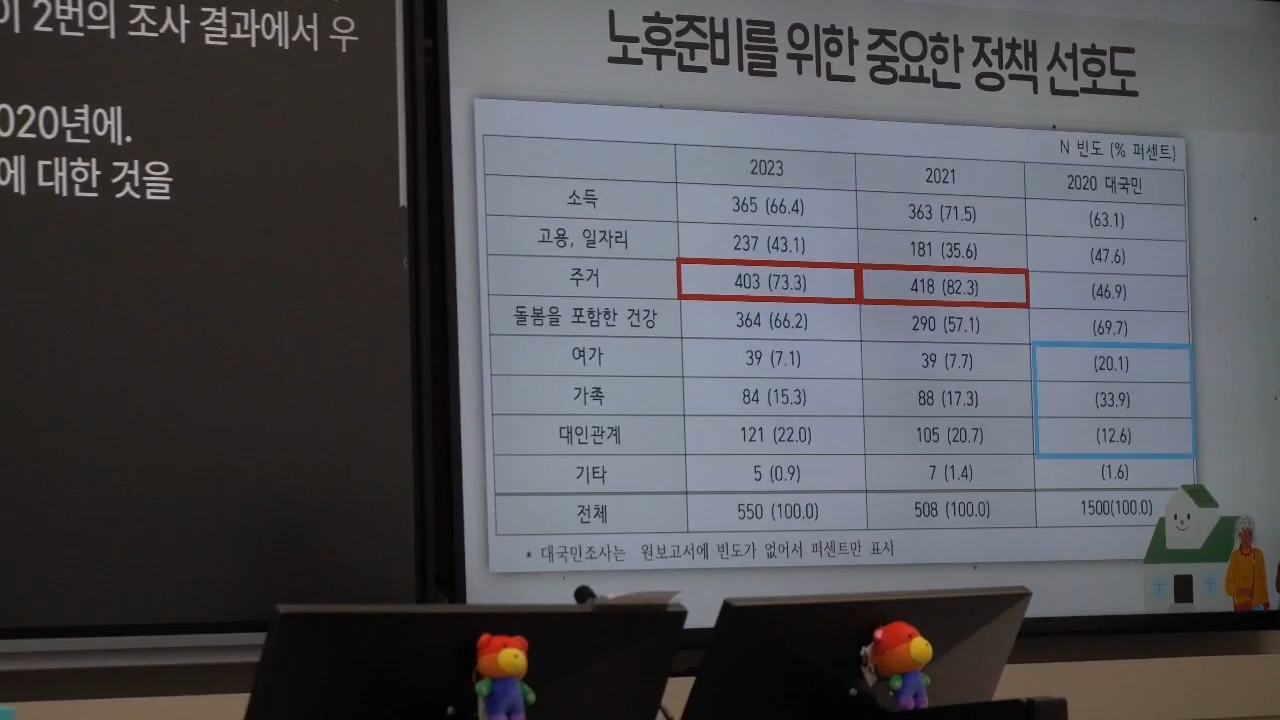 이 2번의 조사 결과에서 우
020년에.
에 대한 것을
노후준비를 위한 중요한 정책 선호도
N 빈도 (% 퍼센트)
2023 2021 2020 대국민
소득 365 (66.4) 363 (71.5) (63.1)
고용, 일자리 237 (43.1) 181 (35.6) (47.6)
주거 403 (73.3) 418 (82.3) (46.9)
돌봄을 포함한 건강 364 (66.2) 290 (57.1) (69.7)
여가 39 (7.1) 39 (7.7) (20.1)
가족 84 (15.3) 88 (17.3) (33.9)
대인관계 121 (22.0) 105 (20.7) (12.6)
기타 5 (0.9) 7 (1.4) (1.6)
전체 550 (100.0) 508 (100.0) 1500(100.0)
* 대국민조사는 원보고서에 빈도가 없어서 퍼센트만 표시